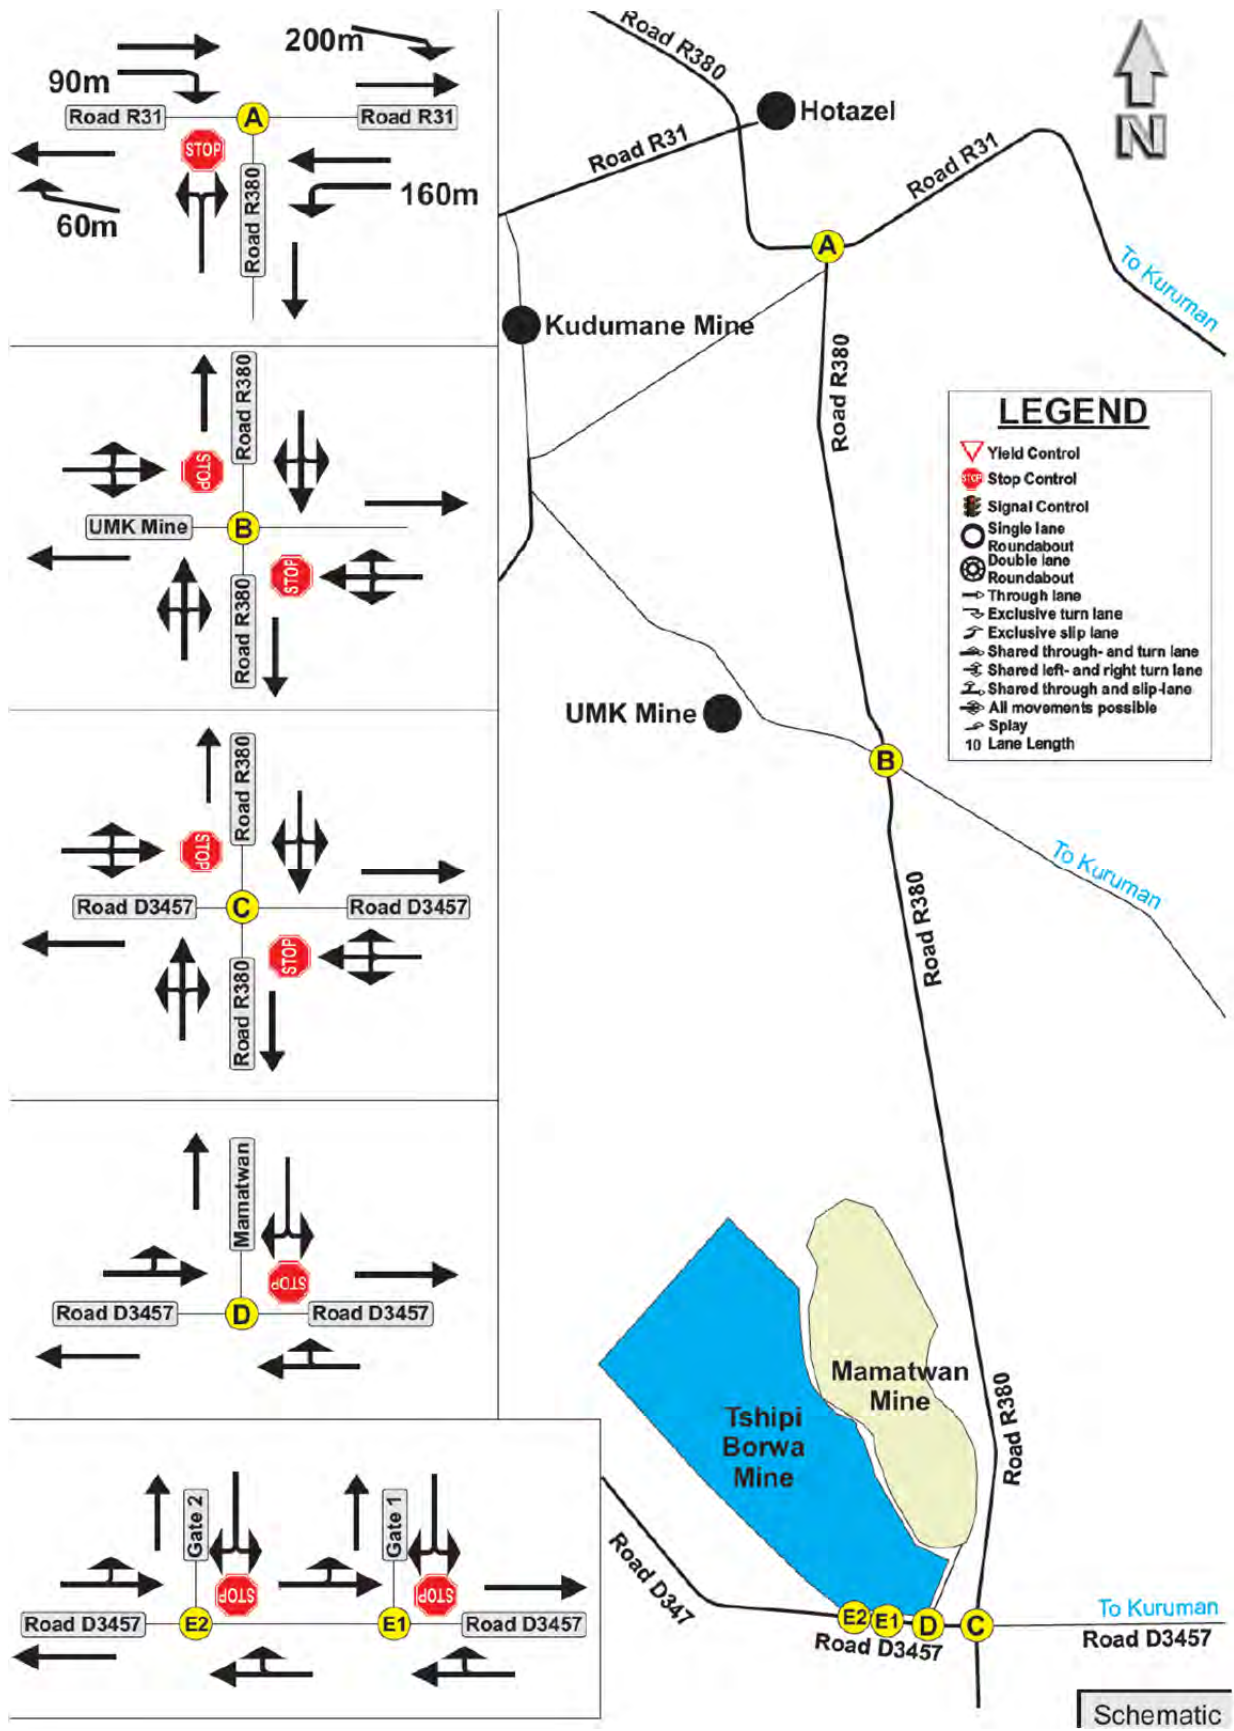 200m
90m
Road R31
A
Road R31
STOP
Road R380
160m
60m
Road R380
STOP
UMK Mine
B
STOP
Road R380
Road R380
STOP
Road D3457
C
Road D3457
STOP
Road R380
Mamatwan
STOP
Road D3457
D
Road D3457
Gate 2
Gate 1
STOP
STOP
Road D3457
E2
E1
Road D3457
Road R380
Hotazel
Road R31
Road R31
N
A
To Kuruman
Kudumane Mine
Road R380
LEGEND
Yield Control
STOP Stop Control
Signal Control
Single lane
Roundabout
Double lane
Roundabout
Through lane
Exclusive turn lane
Exclusive slip lane
Shared through- and turn lane
Shared left- and right turn lane
Shared through and slip-lane
All movements possible
Splay
10 Lane Length
UMK Mine
B
To Kuruman
Road R380
Mamatwan
Mine
Tshipi
Borwa
Mine
Road R380
Road D347
E2
E1
D
C
Road D3457
To Kuruman
Road D3457
Schematic